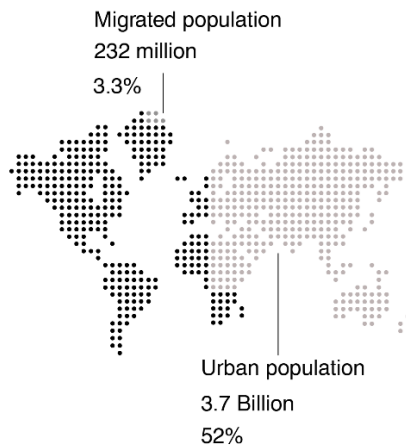 Migrated population
232 million
3.3%
Urban population
3.7 Billion
52%